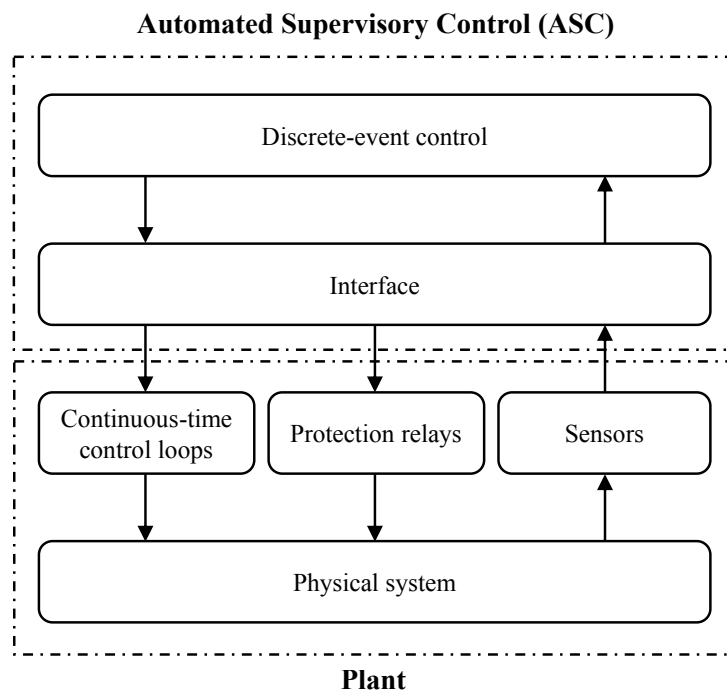 Automated Supervisory Control (ASC)
Discrete-event control
Interface
Continuous-time
control loops
Protection relays
Sensors
Physical system
Plant